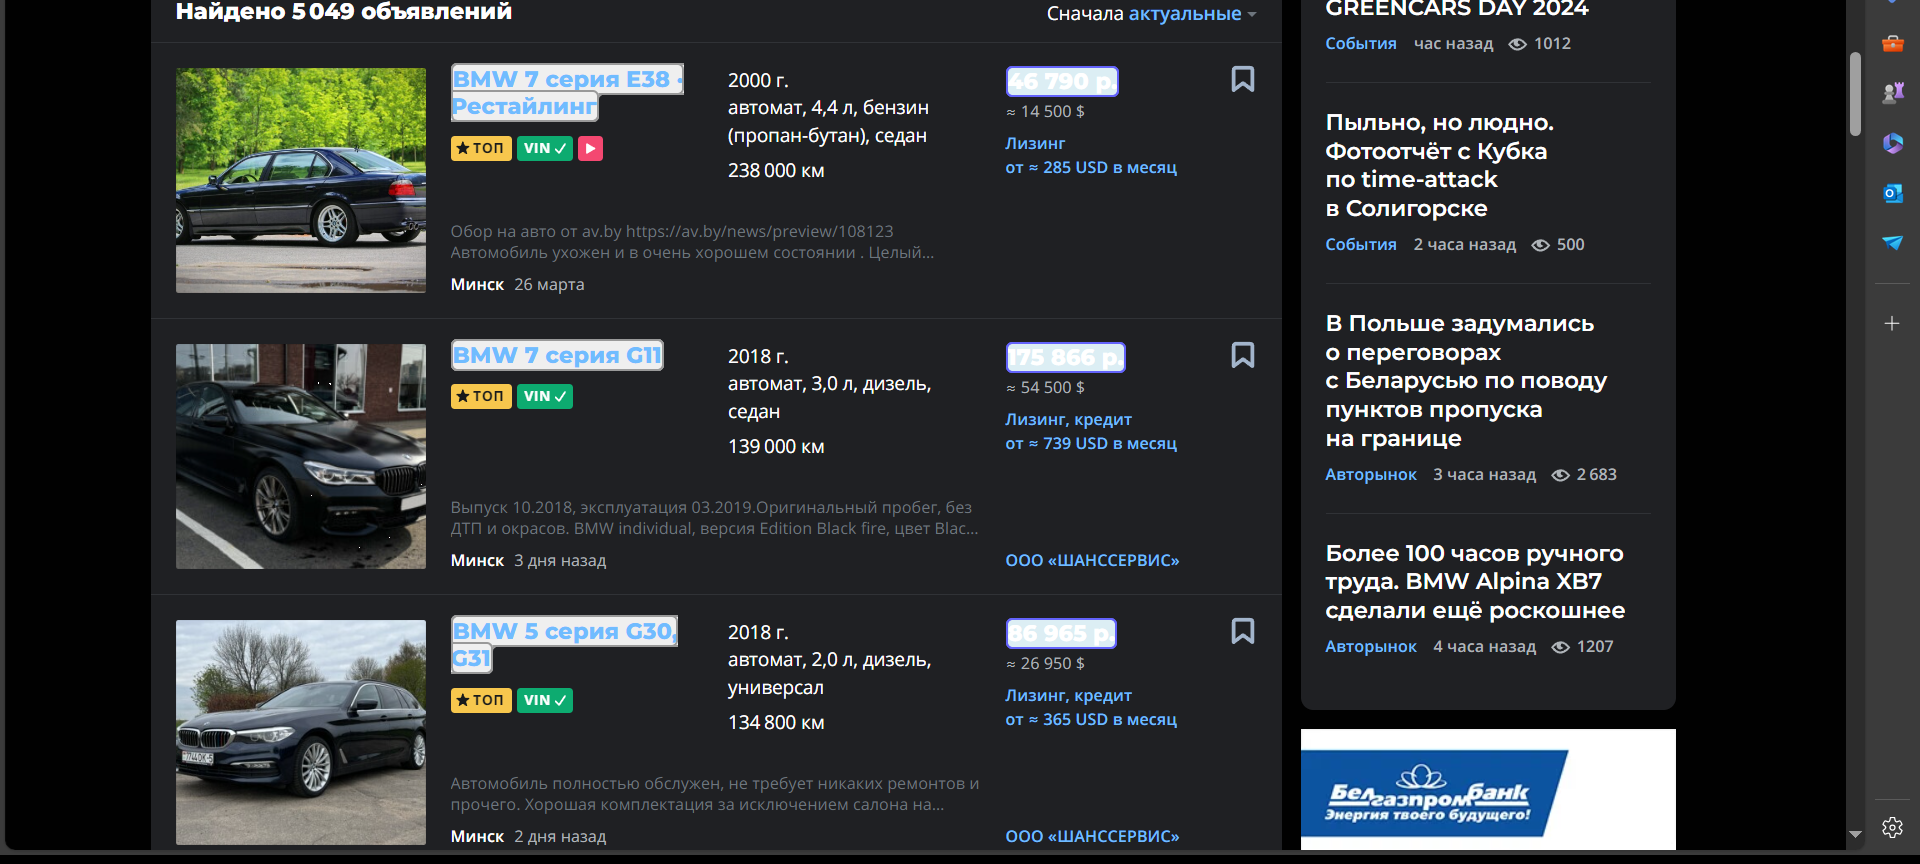 Найдено 5 049 объявлений
Сначала актуальные
BMW 7 серия E38 ·
Рестайлинг
ТОП
VIN
2000 г.
автомат, 4,4 л, бензин
(пропан-бутан), седан
238 000 км
46 790 р.
≈ 14 500 $
Лизинг
от ≈ 285 USD в месяц
Обор на авто от av.by https://av.by/news/preview/108123
Автомобиль ухожен и в очень хорошем состоянии . Целый...
Минск 26 марта
BMW 7 серия G11
ТОП
VIN
2018 г.
автомат, 3,0 л, дизель,
седан
139 000 км
175 866 р.
≈ 54 500 $
Лизинг, кредит
от ≈ 739 USD в месяц
Выпуск 10.2018, эксплуатация 03.2019.Оригинальный пробег, без
ДТП и окрасов. BMW individual, версия Edition Black fire, цвет Blac...
Минск 3 дня назад
ООО «ШАНССЕРВИС»
BMW 5 серия G30,
G31
ТОП
VIN
2018 г.
автомат, 2,0 л, дизель,
универсал
134 800 км
86 965 р.
≈ 26 950 $
Лизинг, кредит
от ≈ 365 USD в месяц
Автомобиль полностью обслужен, не требует никаких ремонтов и
прочего. Хорошая комплектация за исключением салона на...
Минск 2 дня назад
ООО «ШАНССЕРВИС»
GREENCARS DAY 2024
События час назад 1012
Пыльно, но людно.
Фотоотчёт с Кубка
по time-attack
в Солигорске
События 2 часа назад 500
В Польше задумались
о переговорах
с Беларусью по поводу
пунктов пропуска
на границе
Авторынок 3 часа назад 2 683
Более 100 часов ручного
труда. BMW Alpina XB7
сделали ещё роскошнее
Авторынок 4 часа назад 1207
Белгазпромбанк
Энергия твоего будущего!